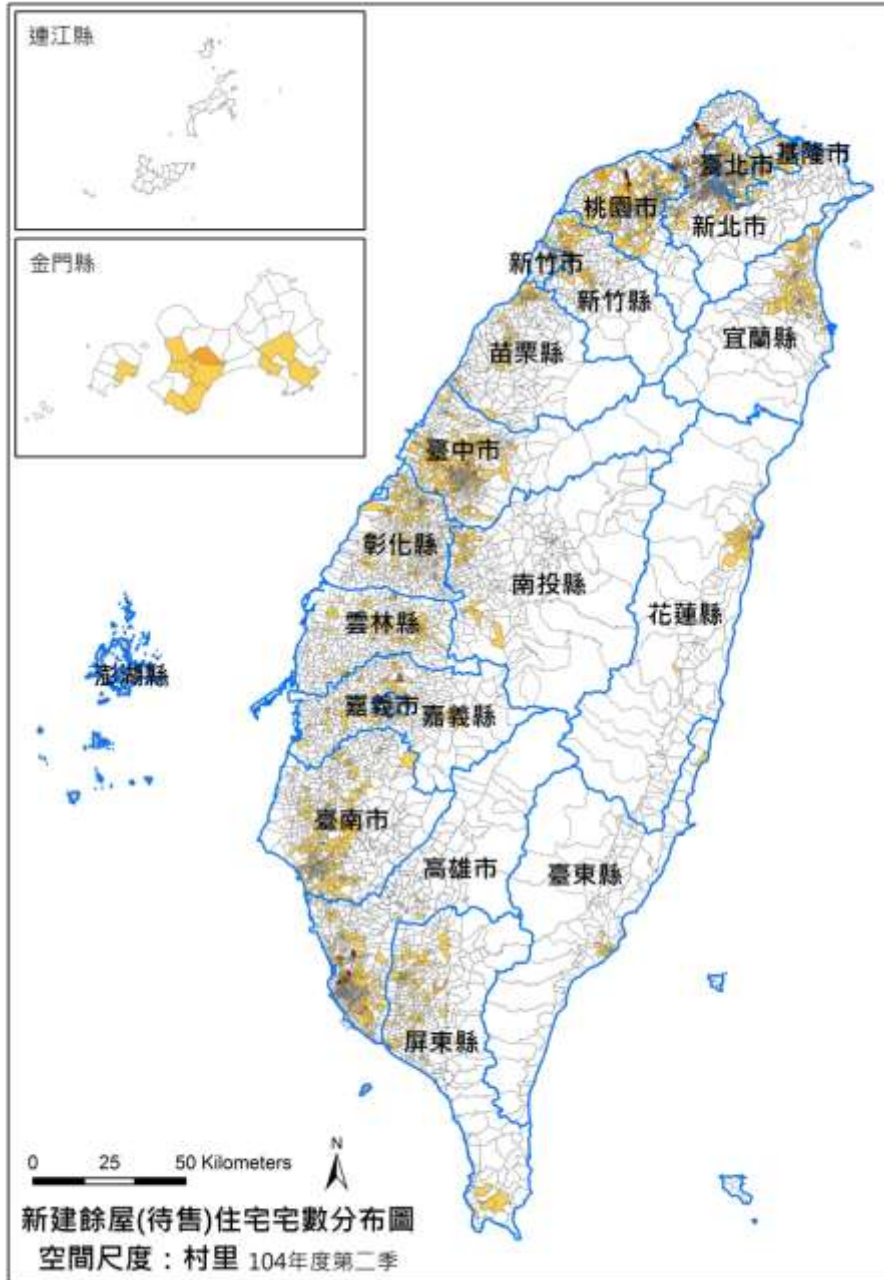 連江縣
金門縣
基隆市
臺北市
桃園市
新北市
新竹市
新竹縣
宜蘭縣
苗栗縣
臺中市
彰化縣
南投縣
花蓮縣
雲林縣
澎湖縣
嘉義市
嘉義縣
臺南市
高雄市
臺東縣
屏東縣
N
0 25 50 Kilometers
新建餘屋(待售)住宅宅數分布圖
空間尺度：村里 104年度第二季